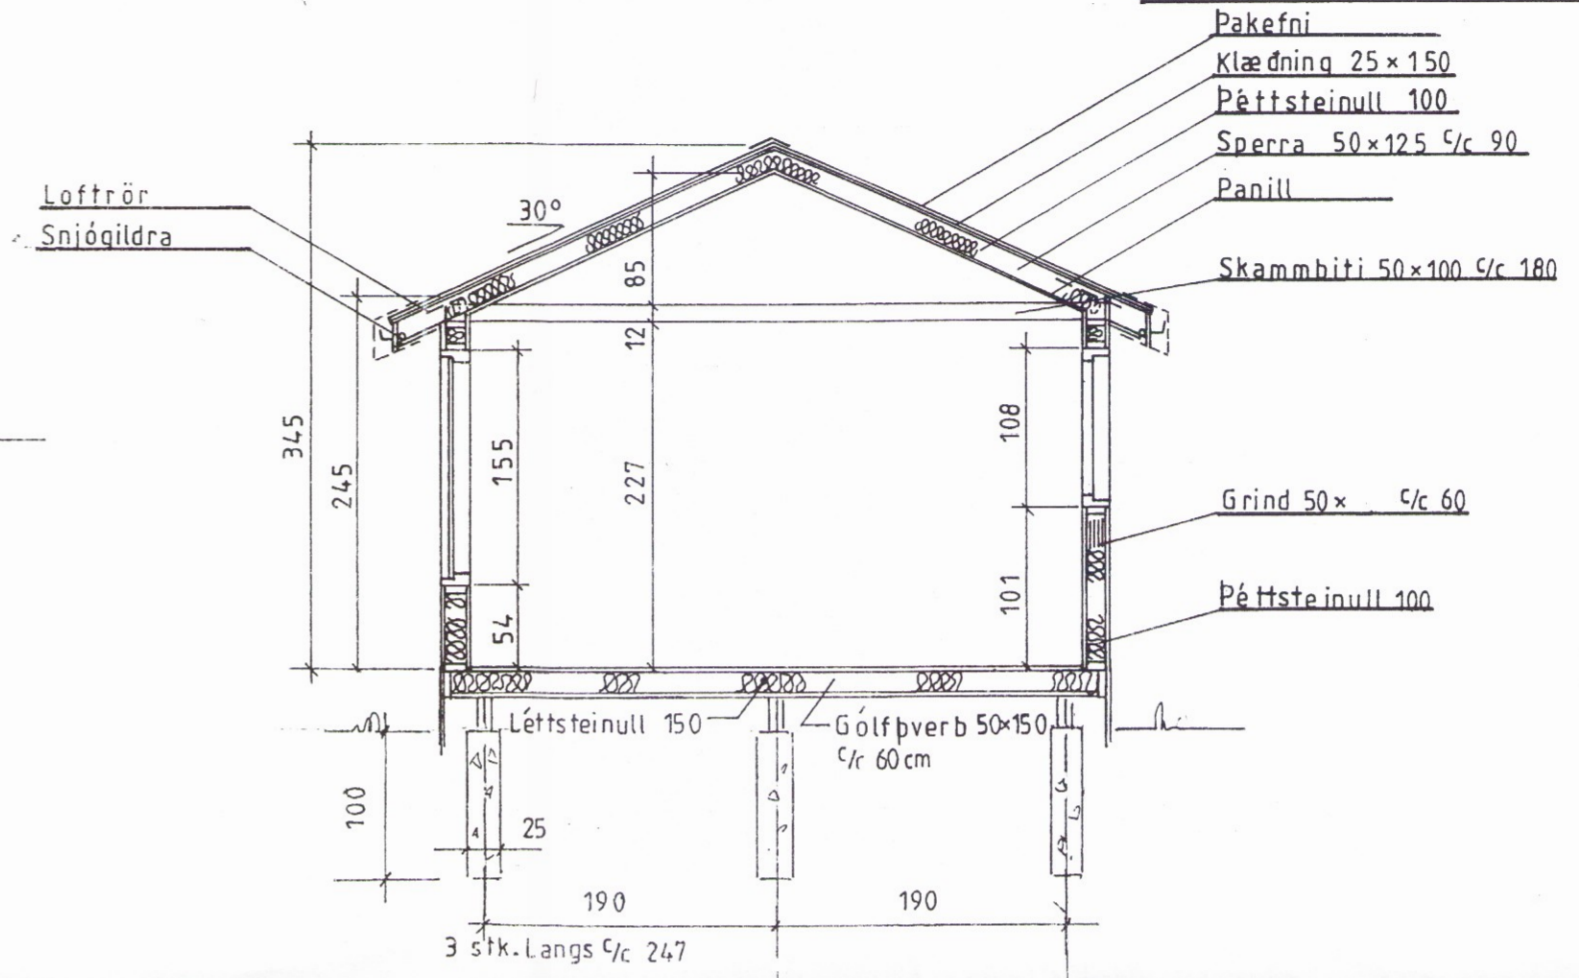 Þakefni
Klæðning 25 × 150
Þéttsteinull 100
Sperra 50×125 c/c 90
Panill
Skammbiti 50×100 c/c 180
Loftrör
Snjógildra
30°
85
12
345
245
155
227
108
54
101
Grind 50× c/c 60
Þéttsteinull 100
Léttsteinull 150
Gólfþverb 50×150
c/c 60 cm
100
25
190
190
3 stk. Langs c/c 247